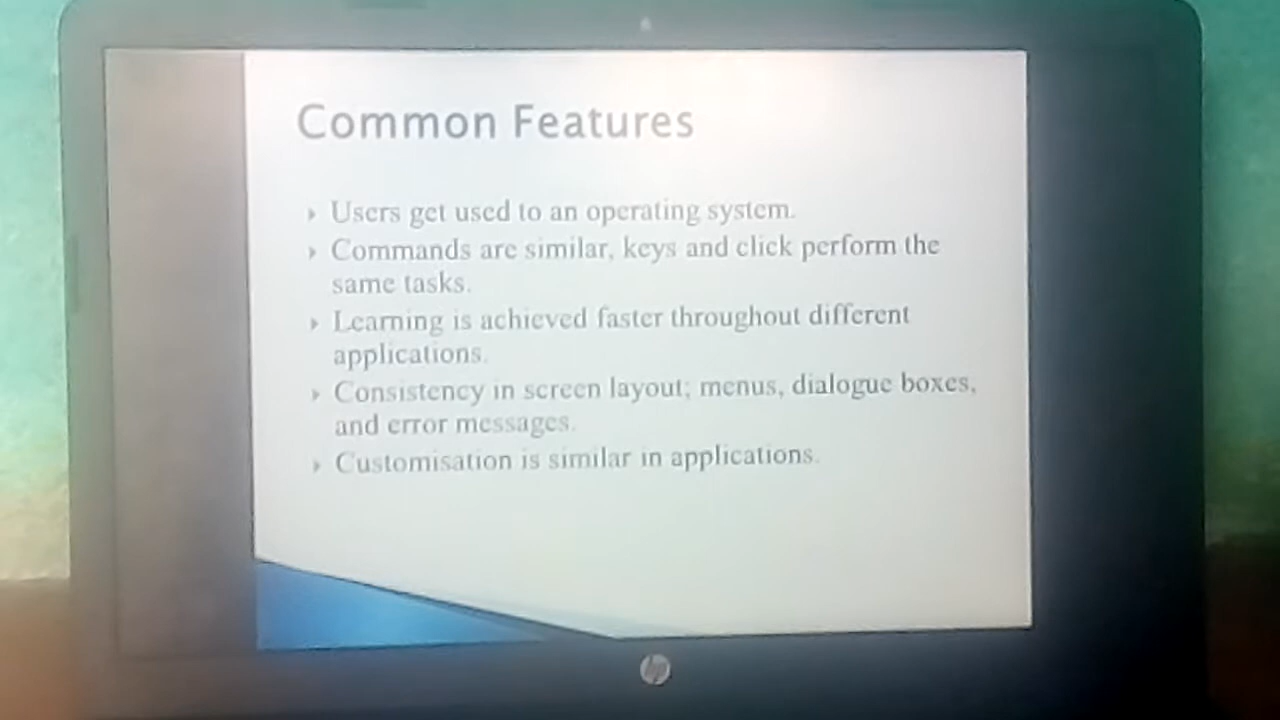 Common Features
Users get used to an operating system.
Commands are similar, keys and click perform the
same tasks.
Learning is achieved faster throughout different
applications.
Consistency in screen layout; menus, dialogue boxes,
and error messages.
Customisation is similar in applications.
hp